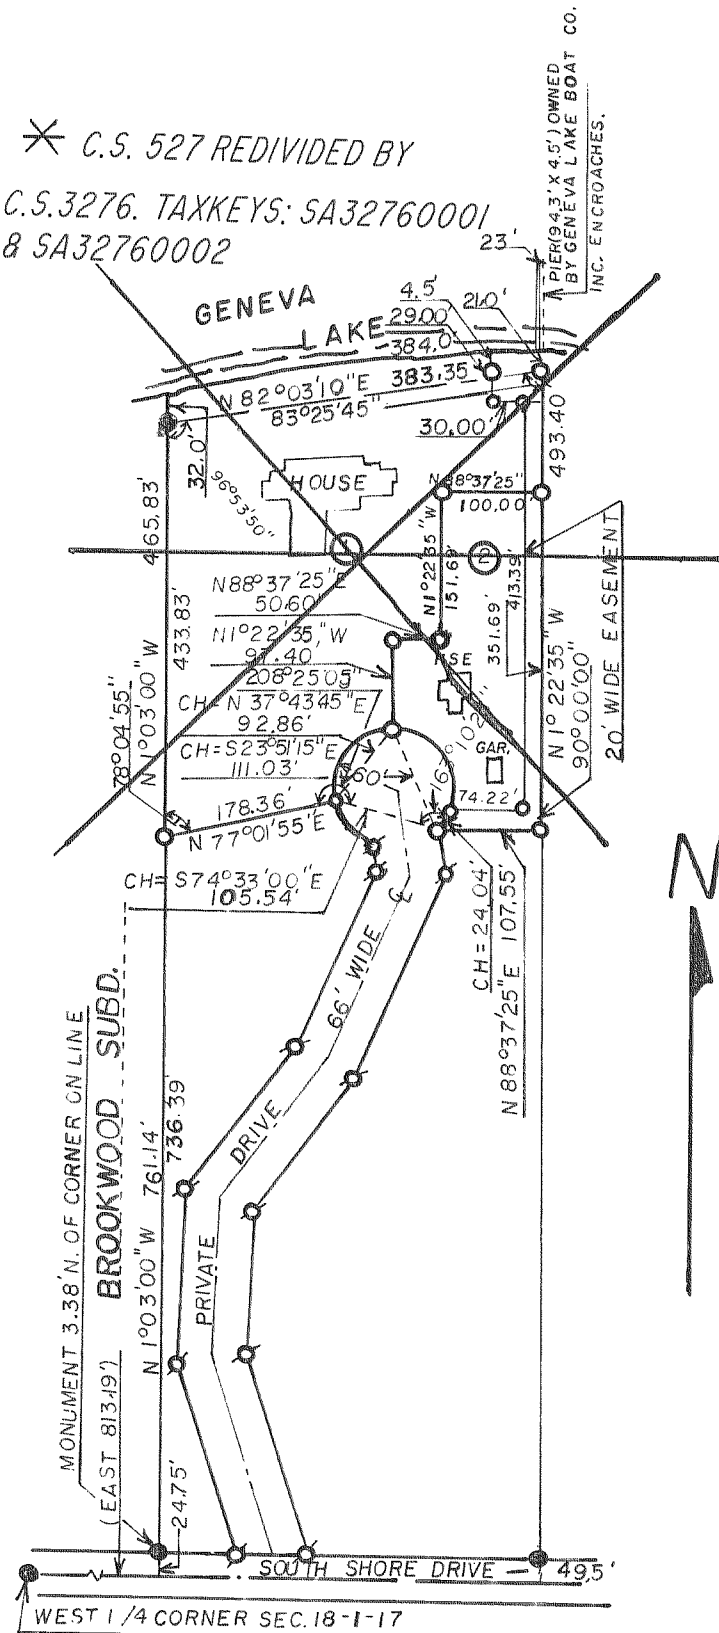 C.S. 527 REDIVIDED BY
C.S.3276. TAXKEYS: SA32760001
& SA32760002
PIER(94.3' X 4.5') OWNED
BY GENEVA LAKE BOAT CO.
INC. ENCROACHES.
23'
GENEVA
LAKE
4.5'
29.00'
21.0'
384.0'
N 82°03'10"E 383.35
83°25'45"
30.00'
493.40
32.0'
96°53'50"
HOUSE
N 88°37'25"
100.00
465.83'
433.83'
N 1°03'00" W
78°04'55"
1
2
N1°22'35"W
151.69'
351.69'
413.39'
N 1° 22'35" W
90°00'00"
20' WIDE EASEMENT
N88°37'25"E
50.60'
N1°22'35"W
97.40
208°25'05"
CH= N 37°43'45"E
92.86'
CH=S23°51'15"E
111.03'
HSE
GAR.
60'
74.22'
178.36'
N 77°01'55"E
CH= S74°33'00"E
105.54'
CH=24.04'
N 88°37'25"E 107.55'
66' WIDE
PRIVATE DRIVE
N
BROOKWOOD SUBD.
MONUMENT 3.38'N. OF CORNER ON LINE
(EAST 813.19')
N 1°03'00" W 761.14'
736.39'
24.75'
SOUTH SHORE DRIVE
49.5'
WEST 1/4 CORNER SEC. 18-1-17